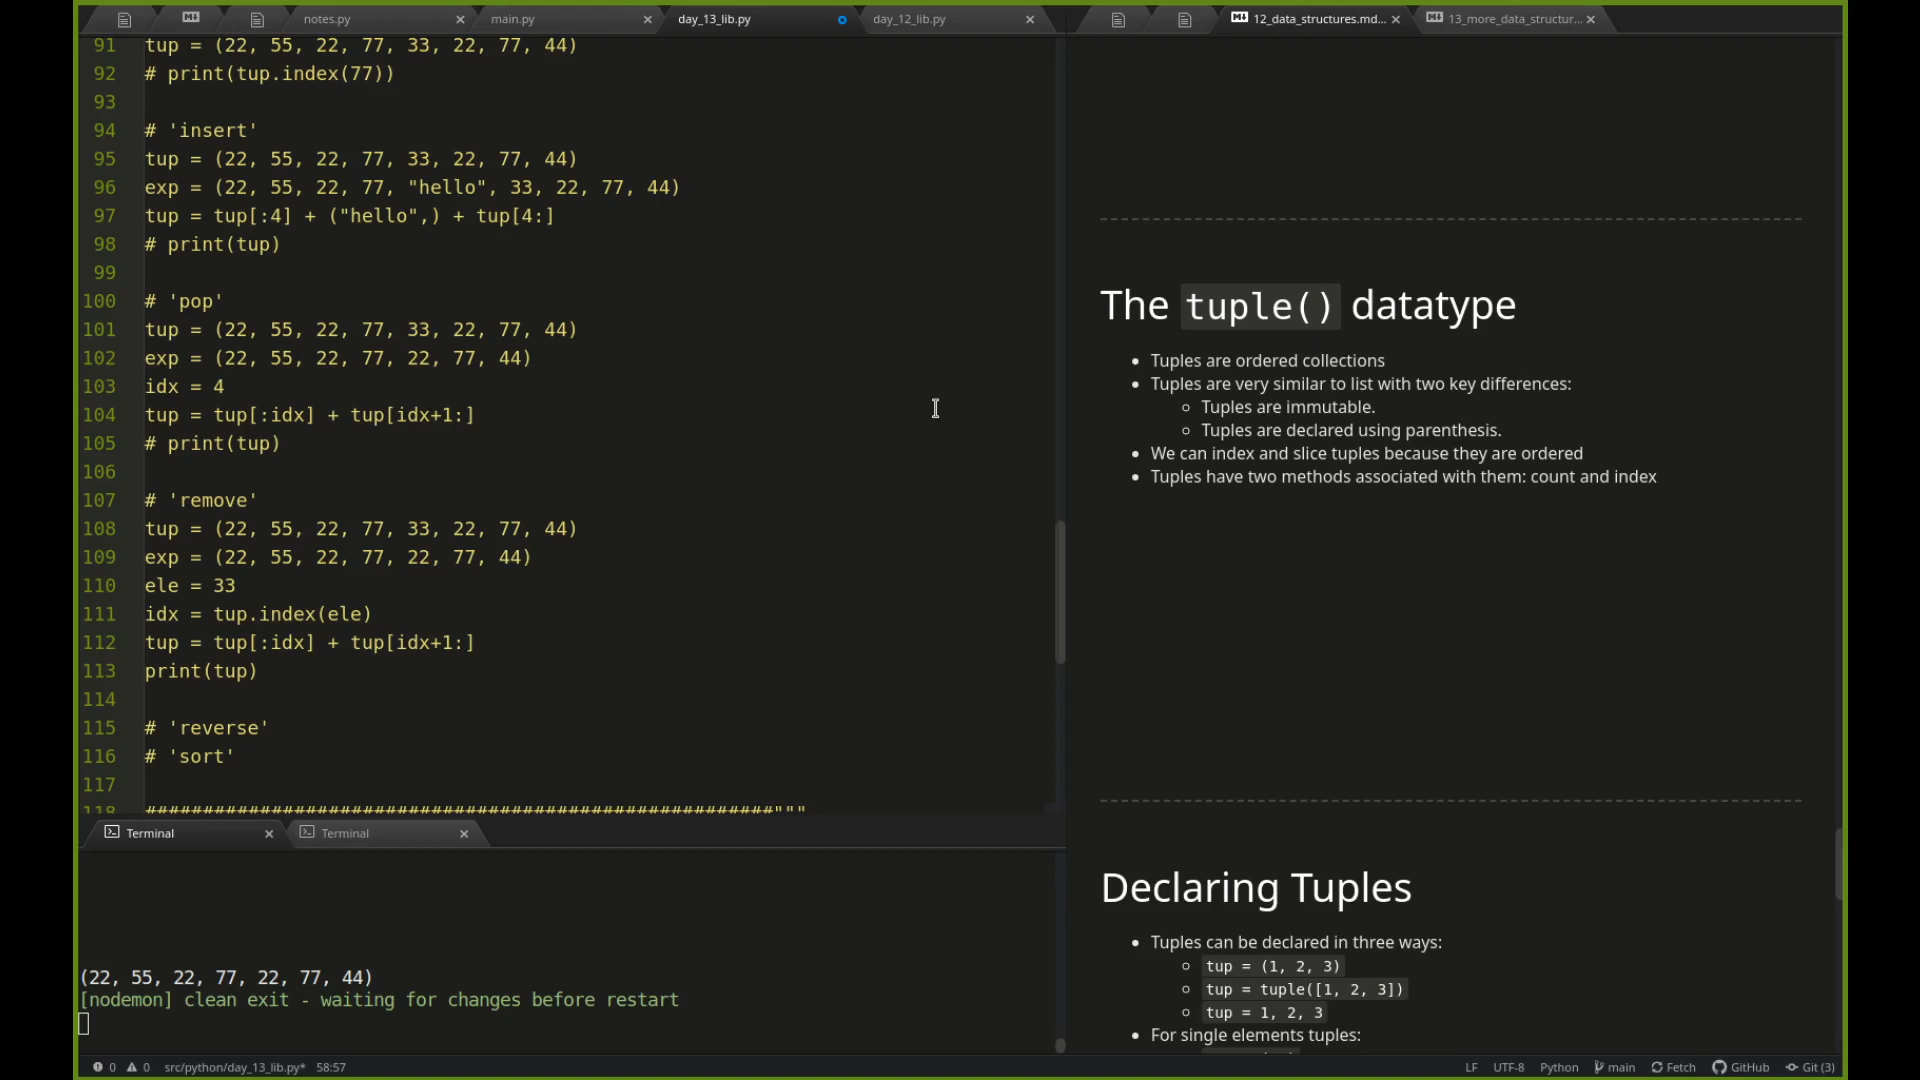 notes.py
main.py
day_13_lib.py
day_12_lib.py
12_data_structures.md...
13_more_data_structur...
91 tup = (22, 55, 22, 77, 33, 22, 77, 44)
92 # print(tup.index(77))
93
94 # 'insert'
95 tup = (22, 55, 22, 77, 33, 22, 77, 44)
96 exp = (22, 55, 22, 77, "hello", 33, 22, 77, 44)
97 tup = tup[:4] + ("hello",) + tup[4:]
98 # print(tup)
99
100 # 'pop'
101 tup = (22, 55, 22, 77, 33, 22, 77, 44)
102 exp = (22, 55, 22, 77, 22, 77, 44)
103 idx = 4
104 tup = tup[:idx] + tup[idx+1:]
105 # print(tup)
106
107 # 'remove'
108 tup = (22, 55, 22, 77, 33, 22, 77, 44)
109 exp = (22, 55, 22, 77, 22, 77, 44)
110 ele = 33
111 idx = tup.index(ele)
112 tup = tup[:idx] + tup[idx+1:]
113 print(tup)
114
115 # 'reverse'
116 # 'sort'
117
118 #######################################################"""
Terminal
Terminal
(22, 55, 22, 77, 22, 77, 44)
[nodemon] clean exit - waiting for changes before restart
The tuple() datatype
• Tuples are ordered collections
• Tuples are very similar to list with two key differences:
◦ Tuples are immutable.
◦ Tuples are declared using parenthesis.
• We can index and slice tuples because they are ordered
• Tuples have two methods associated with them: count and index
Declaring Tuples
• Tuples can be declared in three ways:
◦ tup = (1, 2, 3)
◦ tup = tuple([1, 2, 3])
◦ tup = 1, 2, 3
• For single elements tuples:
0 0 src/python/day_13_lib.py* 58:57
LF UTF-8 Python main Fetch GitHub Git (3)